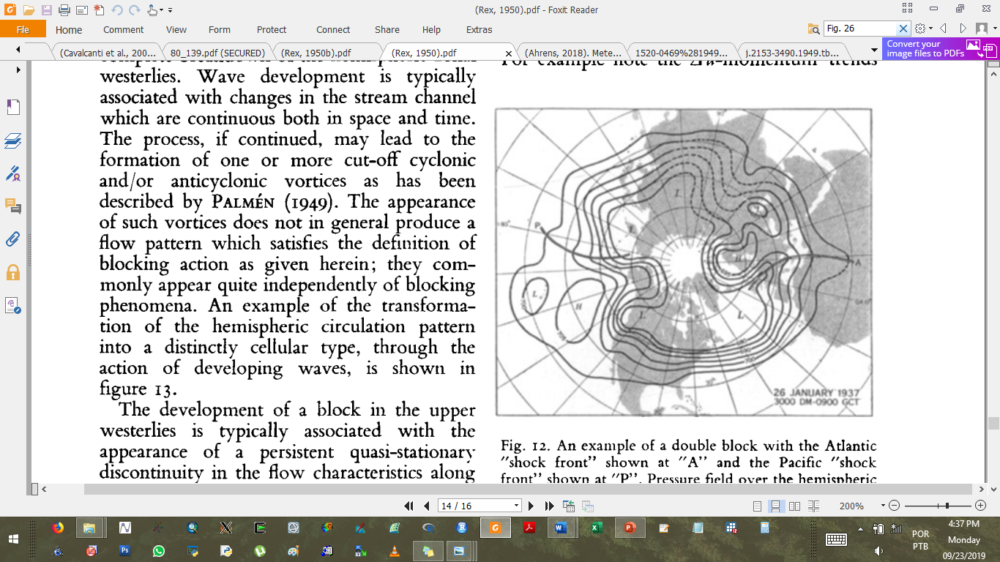 (Rex, 1950).pdf - Foxit Reader
File Home Comment View Form Protect Connect Share Help Extras
Fig. 26
(Cavalcanti et al., 200...
80_139.pdf (SECURED)
(Rex, 1950b).pdf
(Rex, 1950).pdf
(Ahrens, 2018). Mete...
1520-0469%281949...
j.2153-3490.1949.tb...
Convert your
image files to PDFs
westerlies. Wave development is typically
associated with changes in the stream channel
which are continuous both in space and time.
The process, if continued, may lead to the
formation of one or more cut-off cyclonic
and/or anticyclonic vortices as has been
described by PALMÉN (1949). The appearance
of such vortices does not in general produce a
flow pattern which satisfies the definition of
blocking action as given herein; they com-
monly appear quite independently of blocking
phenomena. An example of the transforma-
tion of the hemispheric circulation pattern
into a distinctly cellular type, through the
action of developing waves, is shown in
figure 13.
The development of a block in the upper
westerlies is typically associated with the
appearance of a persistent quasi-stationary
discontinuity in the flow characteristics along
For example note the Δu-momentum trends
L
P
L
H
A
L
H
L
L
26 JANUARY 1937
3000 DM-0900 GCT
Fig. 12. An example of a double block with the Atlantic
"shock front" shown at "A" and the Pacific "shock
front" shown at "P". Pressure field over the hemispheric
14 / 16
200%
POR
PTB
4:37 PM
Monday
09/23/2019